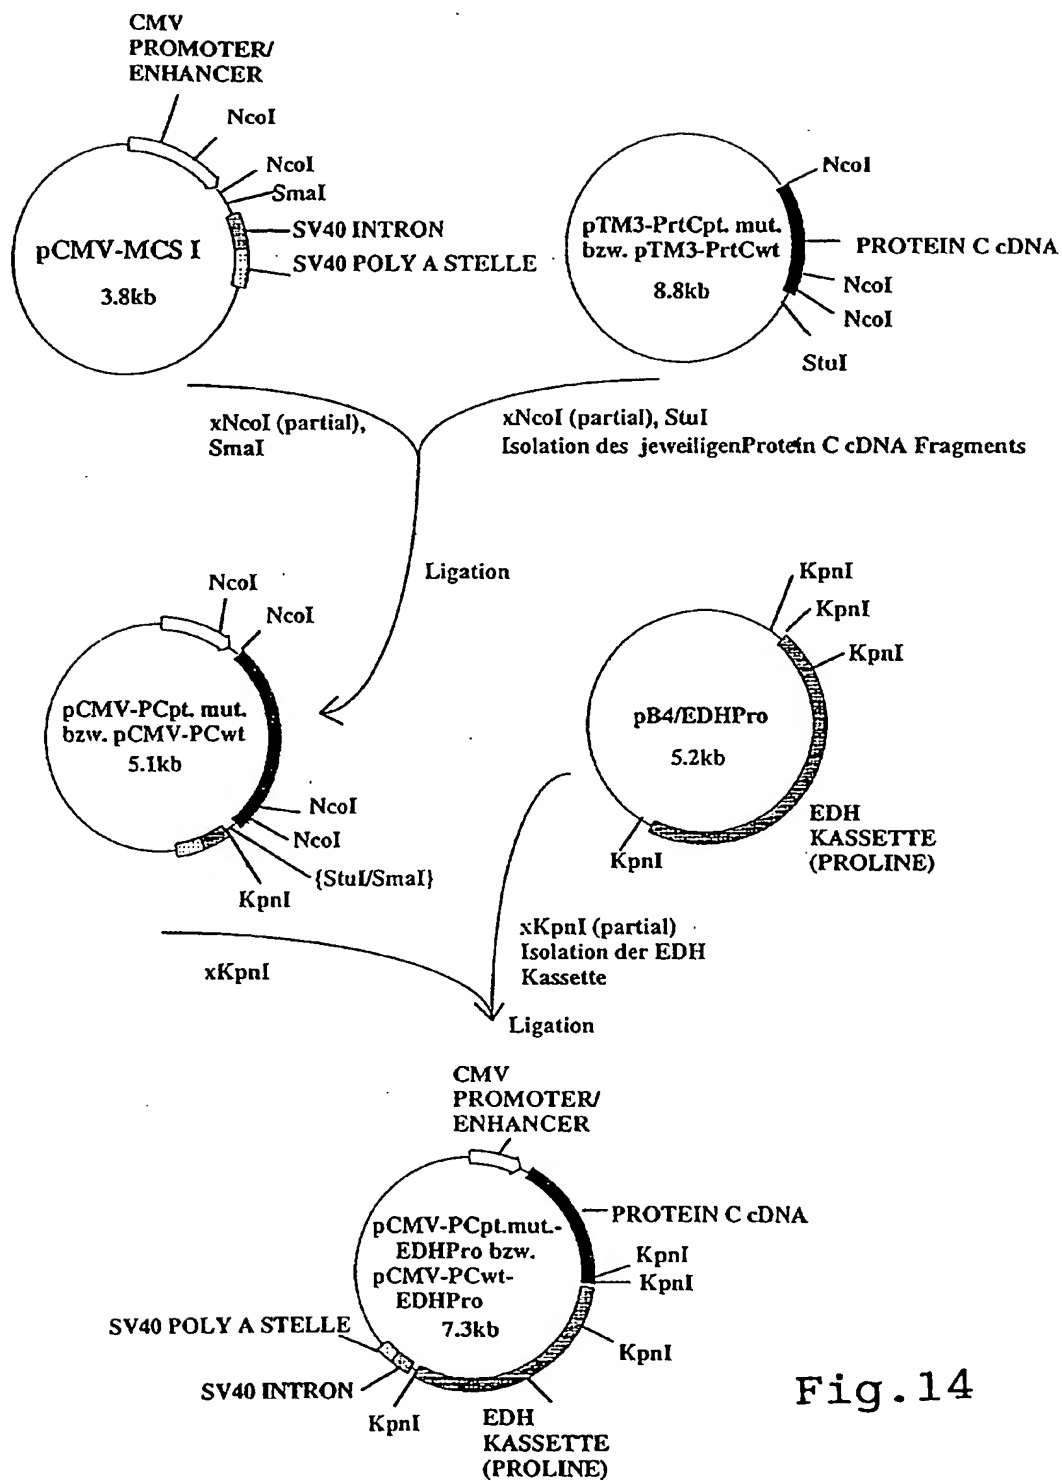 CMV
PROMOTER/
ENHANCER
NcoI
NcoI
SmaI
SV40 INTRON
SV40 POLY A STELLE
pCMV-MCS I
3.8kb
NcoI
pTM3-PrtCpt. mut.
bzw. pTM3-PrtCwt
8.8kb
PROTEIN C cDNA
NcoI
NcoI
StuI
xNcoI (partial),
SmaI
xNcoI (partial), StuI
Isolation des jeweiligenProtein C cDNA Fragments
Ligation
NcoI
NcoI
pCMV-PCpt. mut.
bzw. pCMV-PCwt
5.1kb
NcoI
NcoI
{StuI/SmaI}
KpnI
KpnI
KpnI
KpnI
pB4/EDHPro
5.2kb
EDH
KASSETTE
(PROLINE)
KpnI
xKpnI
xKpnI (partial)
Isolation der EDH
Kassette
Ligation
CMV
PROMOTER/
ENHANCER
PROTEIN C cDNA
pCMV-PCpt.mut.-
EDHPro bzw.
pCMV-PCwt-
EDHPro
7.3kb
KpnI
KpnI
KpnI
SV40 POLY A STELLE
SV40 INTRON
KpnI
EDH
KASSETTE
(PROLINE)
Fig.14